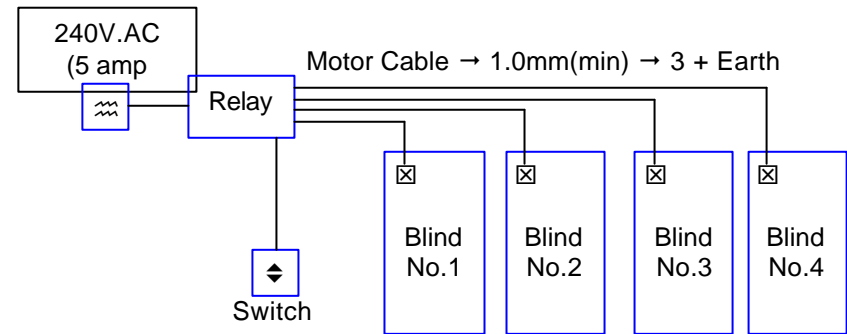 240V.AC
(5 amp
Motor Cable → 1.0mm(min) → 3 + Earth
Relay
Blind
No.1
Blind
No.2
Blind
No.3
Blind
No.4
Switch